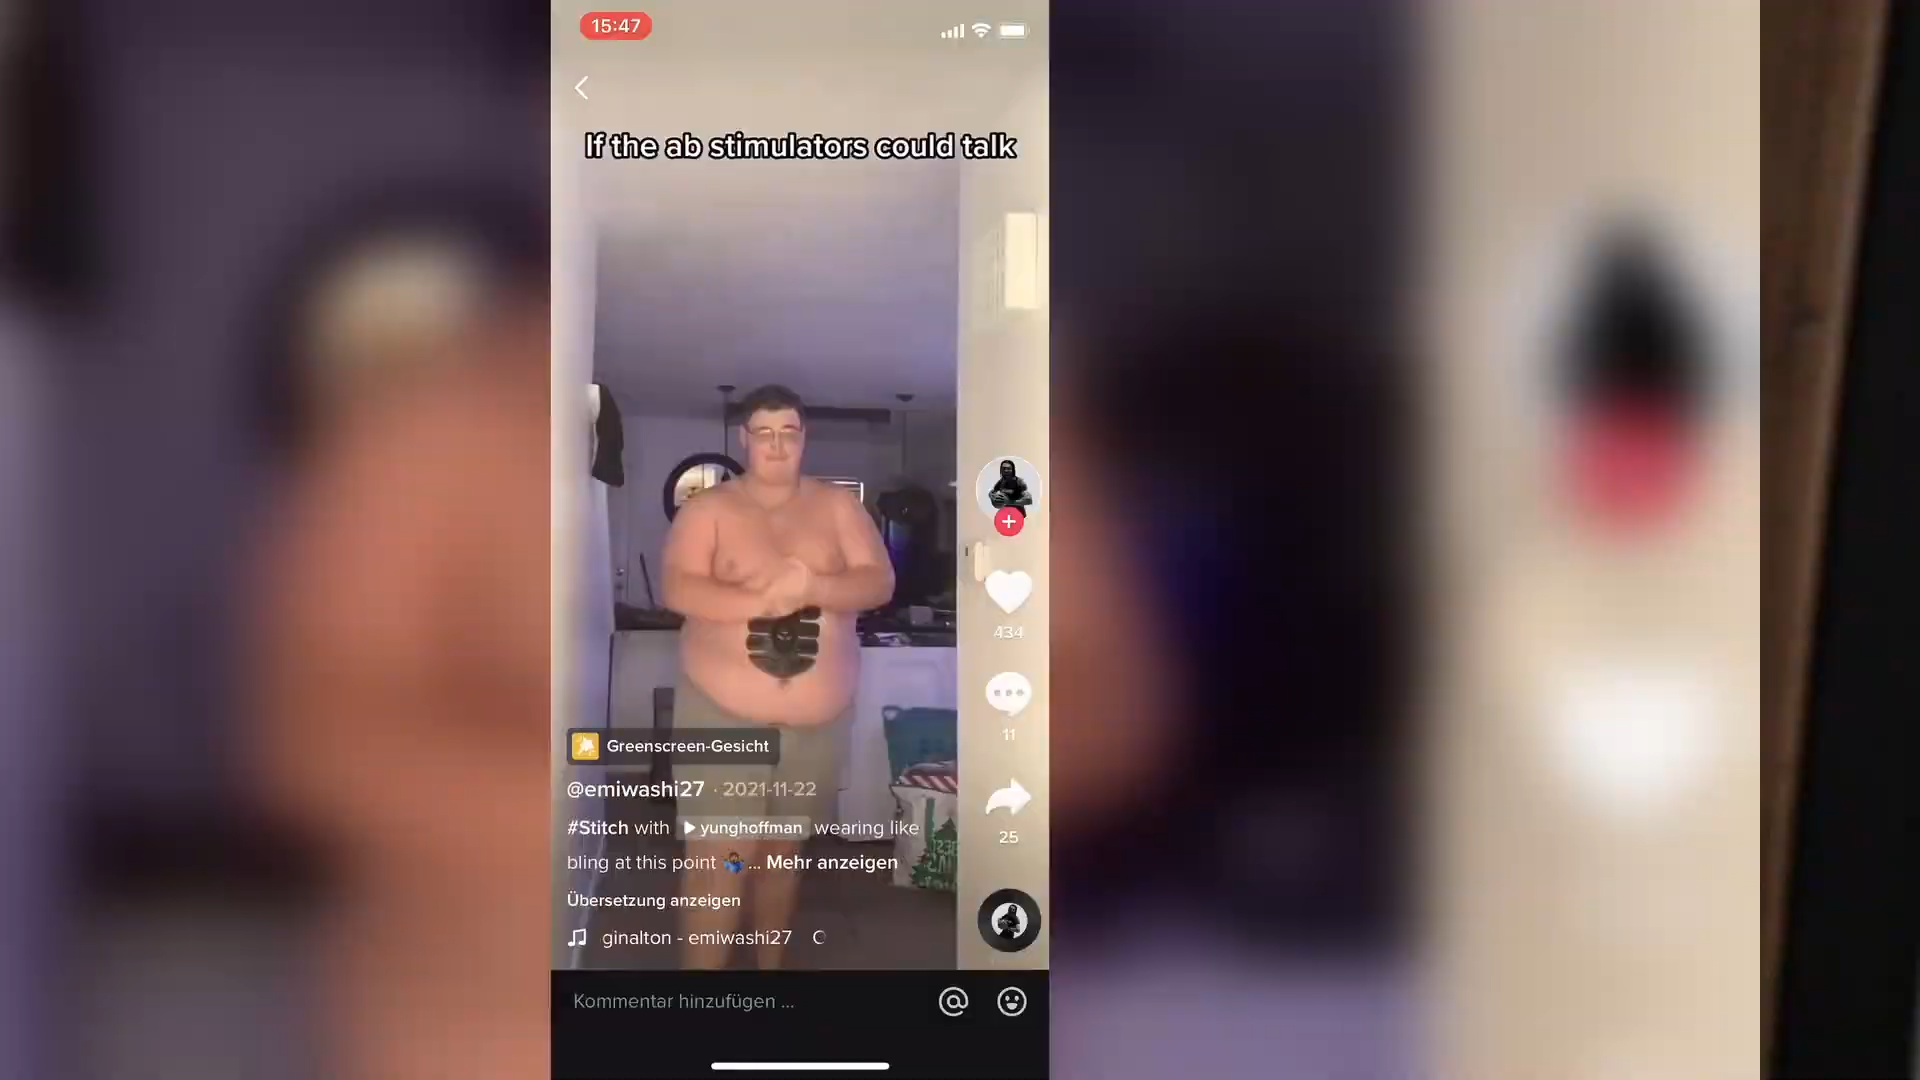 15:47
If the ab stimulators could talk
434
11
25
Greenscreen-Gesicht
@emiwashi27 · 2021-11-22
#Stitch with yunghoffman wearing like
bling at this point 🤷🏾‍♂️... Mehr anzeigen
Übersetzung anzeigen
ginalton - emiwashi27
Kommentar hinzufügen ...